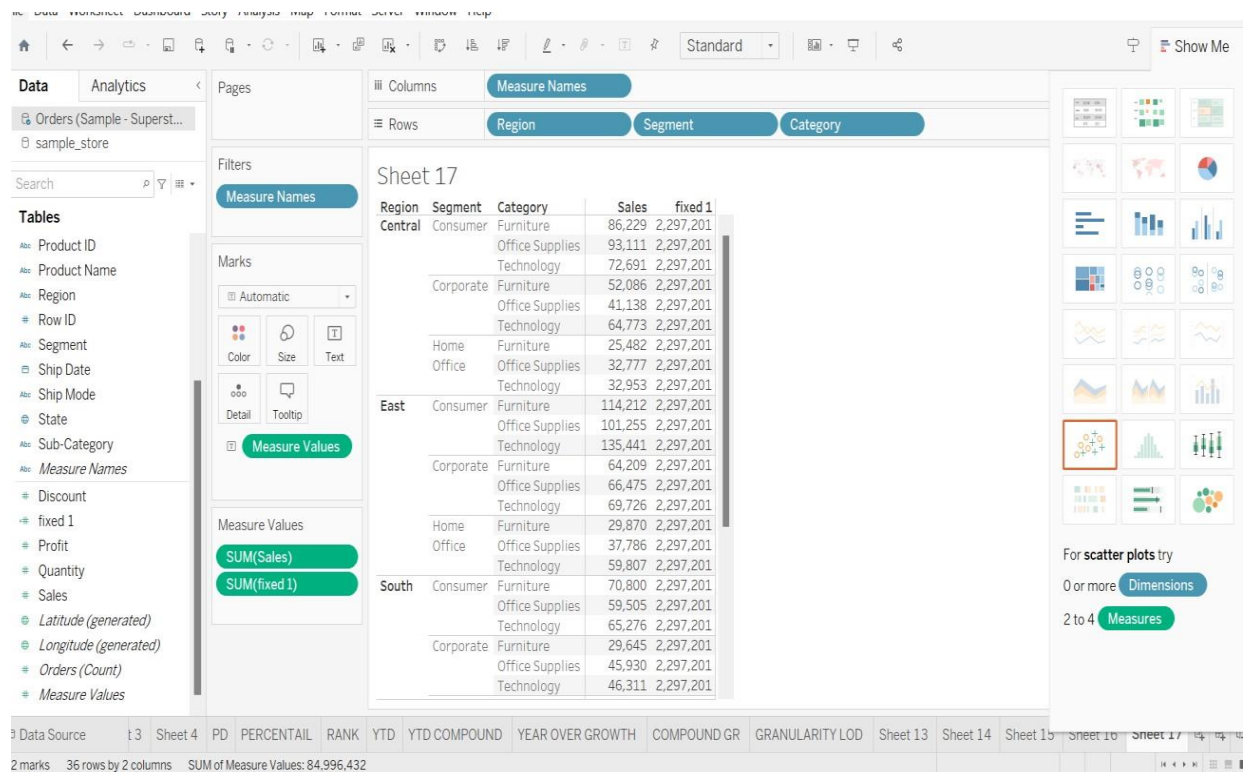 Data Worksheet Dashboard Story Analysis Map Format Server Window Help
Standard
Show Me
Data Analytics
Orders (Sample - Superst...
sample_store
Search
Tables
Abc Product ID
Abc Product Name
Abc Region
# Row ID
Abc Segment
Ship Date
Abc Ship Mode
State
Abc Sub-Category
Abc Measure Names
# Discount
=# fixed 1
# Profit
# Quantity
# Sales
Latitude (generated)
Longitude (generated)
# Orders (Count)
# Measure Values
Pages
Filters
Measure Names
Marks
Automatic
Color Size Text
Detail Tooltip
Measure Values
Measure Values
SUM(Sales)
SUM(fixed 1)
Columns Measure Names
Rows Region Segment Category
Sheet 17
Region Segment Category Sales fixed 1
Central Consumer Furniture 86,229 2,297,201
Office Supplies 93,111 2,297,201
Technology 72,691 2,297,201
Corporate Furniture 52,086 2,297,201
Office Supplies 41,138 2,297,201
Technology 64,773 2,297,201
Home Furniture 25,482 2,297,201
Office Office Supplies 32,777 2,297,201
Technology 32,953 2,297,201
East Consumer Furniture 114,212 2,297,201
Office Supplies 101,255 2,297,201
Technology 135,441 2,297,201
Corporate Furniture 64,209 2,297,201
Office Supplies 66,475 2,297,201
Technology 69,726 2,297,201
Home Furniture 29,870 2,297,201
Office Office Supplies 37,786 2,297,201
Technology 59,807 2,297,201
South Consumer Furniture 70,800 2,297,201
Office Supplies 59,505 2,297,201
Technology 65,276 2,297,201
Corporate Furniture 29,645 2,297,201
Office Supplies 45,930 2,297,201
Technology 46,311 2,297,201
For scatter plots try
0 or more Dimensions
2 to 4 Measures
Data Source t 3 Sheet 4 PD PERCENTAIL RANK YTD YTD COMPOUND YEAR OVER GROWTH COMPOUND GR GRANULARITY LOD Sheet 13 Sheet 14 Sheet 15 Sheet 16 Sheet 17
2 marks 36 rows by 2 columns SUM of Measure Values: 84,996,432